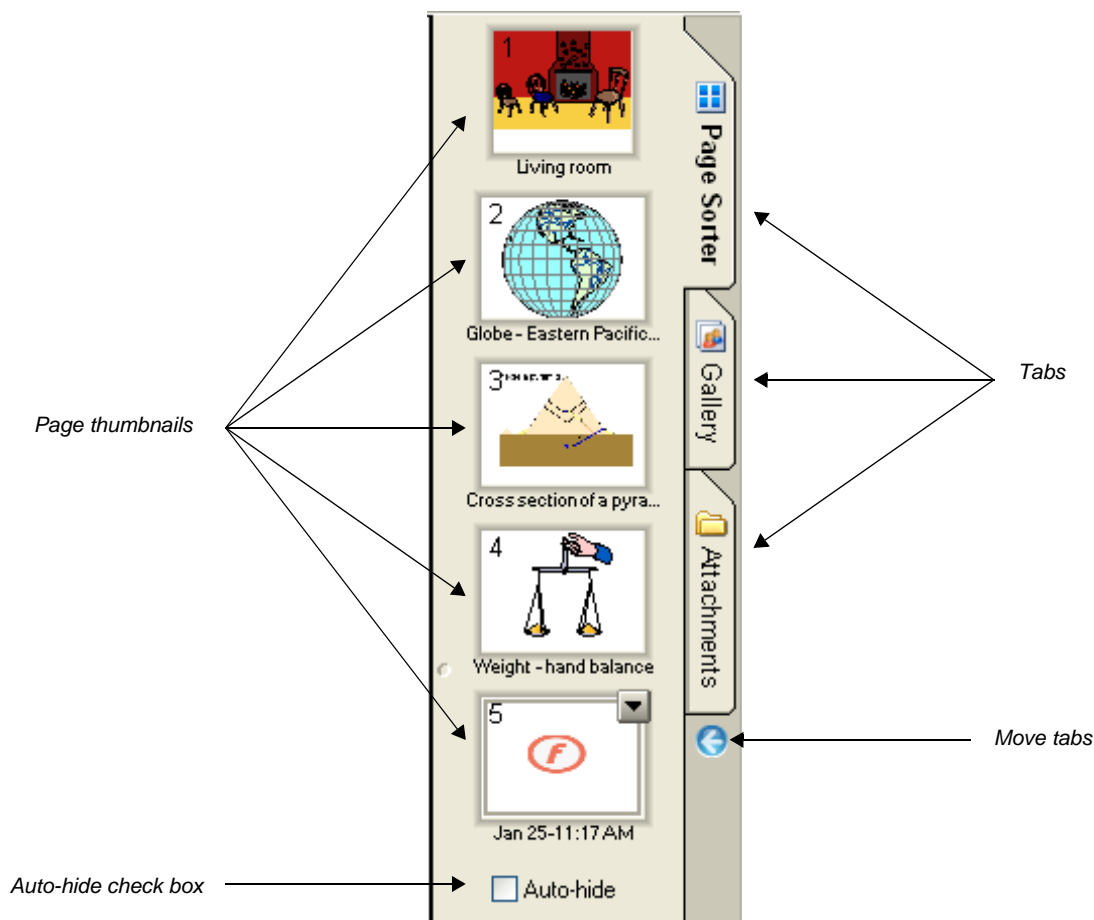 1
Living room
2
Globe - Eastern Pacific...
3
Cross section of a pyra...
4
Weight - hand balance
5
F
Jan 25-11:17 AM
Auto-hide
Page Sorter
Gallery
Attachments
Page thumbnails
Auto-hide check box
Tabs
Move tabs